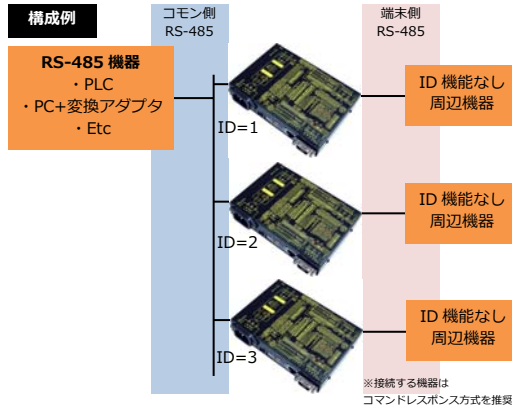 構成例
コモン側
RS-485
端末側
RS-485
RS-485 機器
・PLC
・PC+変換アダプタ
・Etc
ID=1
ID 機能なし
周辺機器
ID=2
ID 機能なし
周辺機器
ID=3
ID 機能なし
周辺機器
※接続する機器は
コマンドレスポンス方式を推奨